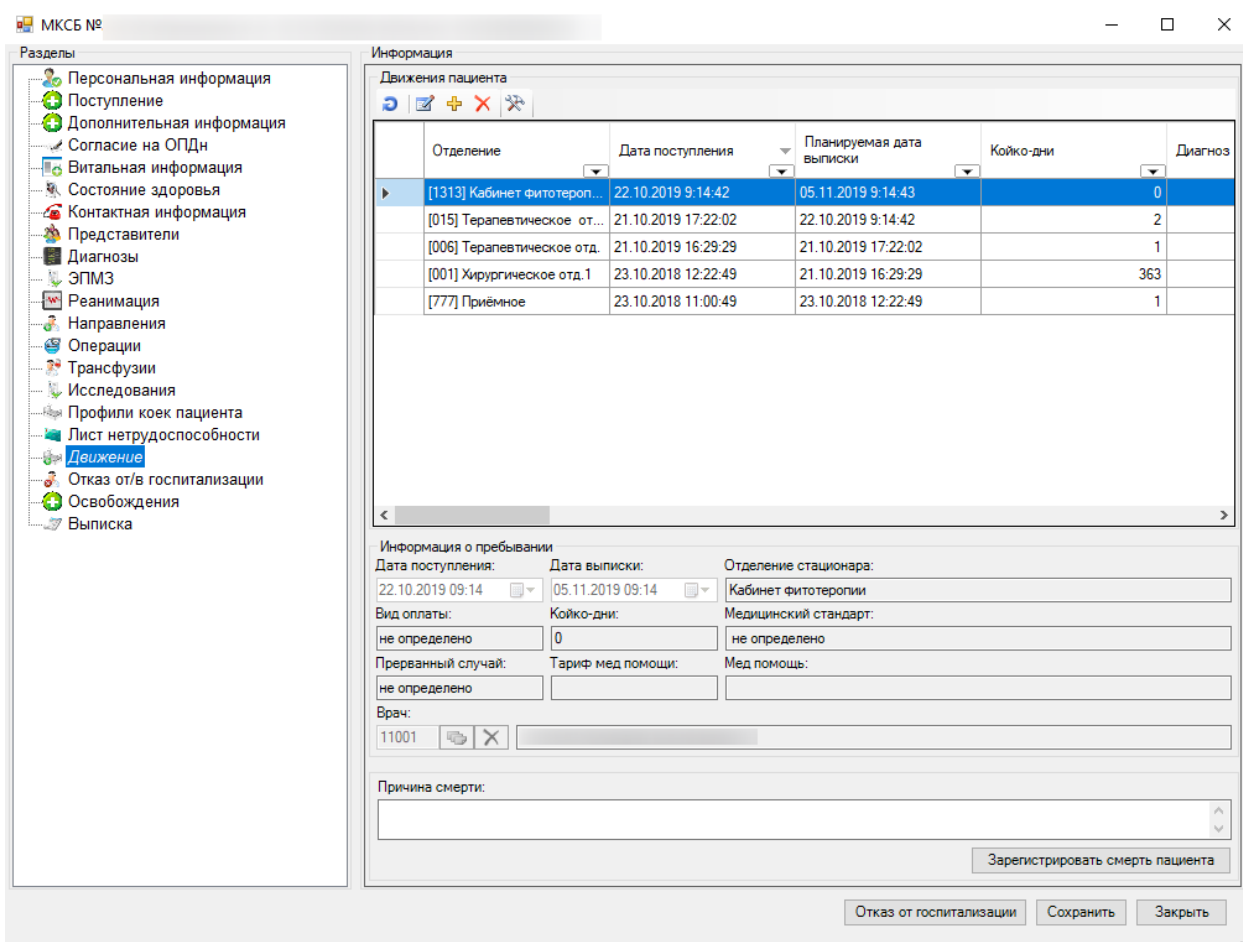 МКСБ №
Разделы
Персональная информация
Поступление
Дополнительная информация
Согласие на ОПДн
Витальная информация
Состояние здоровья
Контактная информация
Представители
Диагнозы
ЭПМЗ
Реанимация
Направления
Операции
Трансфузии
Исследования
Профили коек пациента
Лист нетрудоспособности
Движение
Отказ от/в госпитализации
Освобождения
Выписка
Информация
Движения пациента
Отделение Дата поступления Планируемая дата выписки Койко-дни Диагноз
[1313] Кабинет фитотероп... 22.10.2019 9:14:42 05.11.2019 9:14:43 0
[015] Терапевтическое от... 21.10.2019 17:22:02 22.10.2019 9:14:42 2
[006] Терапевтическое отд. 21.10.2019 16:29:29 21.10.2019 17:22:02 1
[001] Хирургическое отд.1 23.10.2018 12:22:49 21.10.2019 16:29:29 363
[777] Приёмное 23.10.2018 11:00:49 23.10.2018 12:22:49 1
Информация о пребывании
Дата поступления: Дата выписки: Отделение стационара:
22.10.2019 09:14 05.11.2019 09:14 Кабинет фитотеропии
Вид оплаты: Койко-дни: Медицинский стандарт:
не определено 0 не определено
Прерванный случай: Тариф мед помощи: Мед помощь:
не определено
Врач:
11001
Причина смерти:
Зарегистрировать смерть пациента
Отказ от госпитализации Сохранить Закрыть